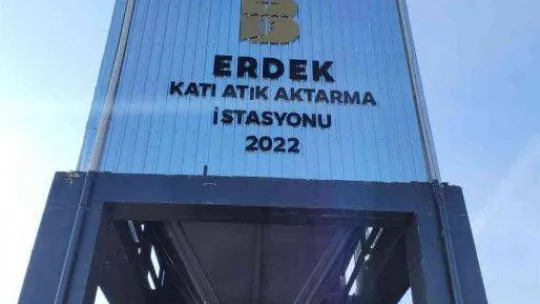 B
ERDEK
KATI ATIK AKTARMA
İSTASYONU
2022